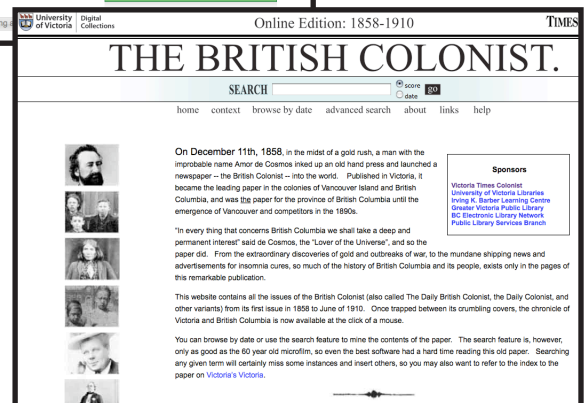 University
of Victoria
Digital
Collections
Online Edition: 1858-1910
TIMES
THE BRITISH COLONIST.
SEARCH
score
date
go
home context browse by date advanced search about links help
On December 11th, 1858, in the midst of a gold rush, a man with the
improbable name Amor de Cosmos inked up an old hand press and launched a
newspaper -- the British Colonist -- into the world. Published in Victoria, it
became the leading paper in the colonies of Vancouver Island and British
Columbia, and was the paper for the province of British Columbia until the
emergence of Vancouver and competitors in the 1890s.
Sponsors
Victoria Times Colonist
University of Victoria Libraries
Irving K. Barber Learning Centre
Greater Victoria Public Library
BC Electronic Library Network
Public Library Services Branch
"In every thing that concerns British Columbia we shall take a deep and
permanent interest" said de Cosmos, the "Lover of the Universe", and so the
paper did. From the extraordinary discoveries of gold and outbreaks of war, to the mundane shipping news and
advertisements for insomnia cures, so much of the history of British Columbia and its people, exists only in the pages of
this remarkable publication.
This website contains all the issues of the British Colonist (also called The Daily British Colonist, the Daily Colonist, and
other variants) from its first issue in 1858 to June of 1910. Once trapped between its crumbling covers, the chronicle of
Victoria and British Columbia is now available at the click of a mouse.
You can browse by date or use the search feature to mine the contents of the paper. The search feature is, however,
only as good as the 60 year old microfilm, so even the best software had a hard time reading this old paper. Searching
any given term will certainly miss some instances and insert others, so you may also want to refer to the index to the
paper on Victoria's Victoria.